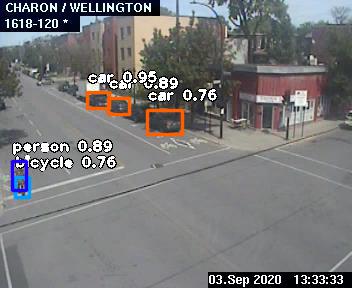 CHARON / WELLINGTON
1618-120 *
car 0.95
car 0.89
car 0.76
person 0.89
bicycle 0.76
03.Sep 2020 13:33:33